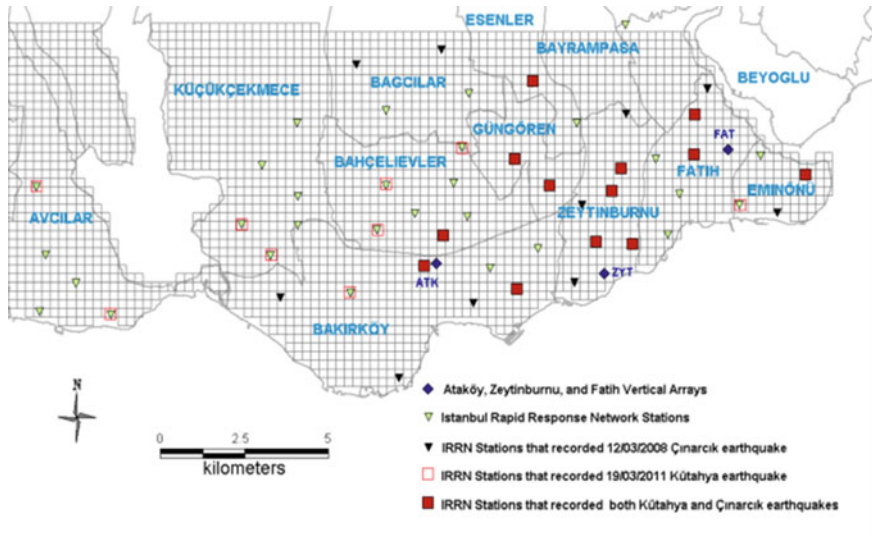 ESENLER
BAYRAMPASA
BEYOGLU
BAGCILAR
KÜÇÜKÇEKMECE
GÜNGÖREN
FAT
BAHÇELIEVLER
FATIH
EMINÖNÜ
AVCILAR
ZEYTINBURNU
ATK
ZYT
BAKIRKÖY
N
Ataköy, Zeytinburnu, and Fatih Vertical Arrays
Istanbul Rapid Response Network Stations
IRRN Stations that recorded 12/03/2008 Çınarcık earthquake
IRRN Stations that recorded 19/03/2011 Kütahya earthquake
IRRN Stations that recorded both Kütahya and Çınarcık earthquakes
0 2.5 5
kilometers